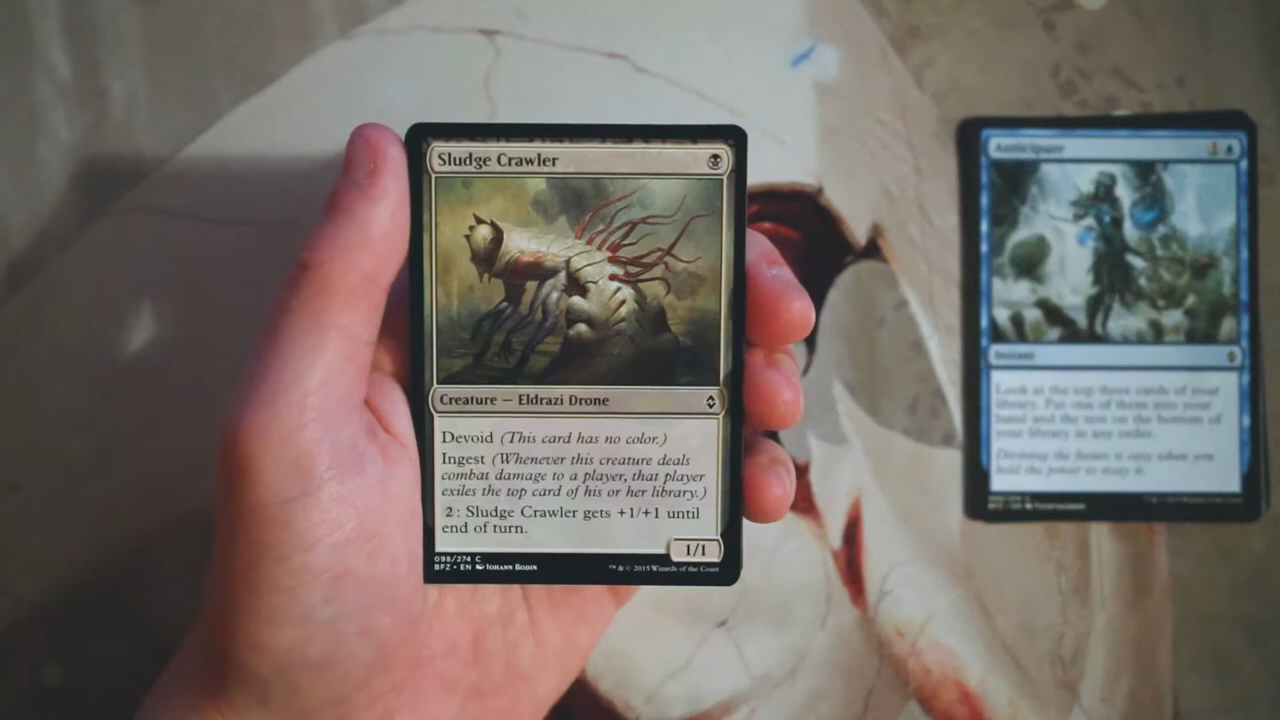 Sludge Crawler
Creature — Eldrazi Drone
Devoid (This card has no color.)
Ingest (Whenever this creature deals
combat damage to a player, that player
exiles the top card of his or her library.)
2: Sludge Crawler gets +1/+1 until
end of turn.
1/1
098/274 C
BFZ • EN Johann Bodin
™ & © 2015 Wizards of the Coast
Anticipate
1
Instant
Look at the top three cards of your
library. Put one of them into your
hand and the rest on the bottom of
your library in any order.